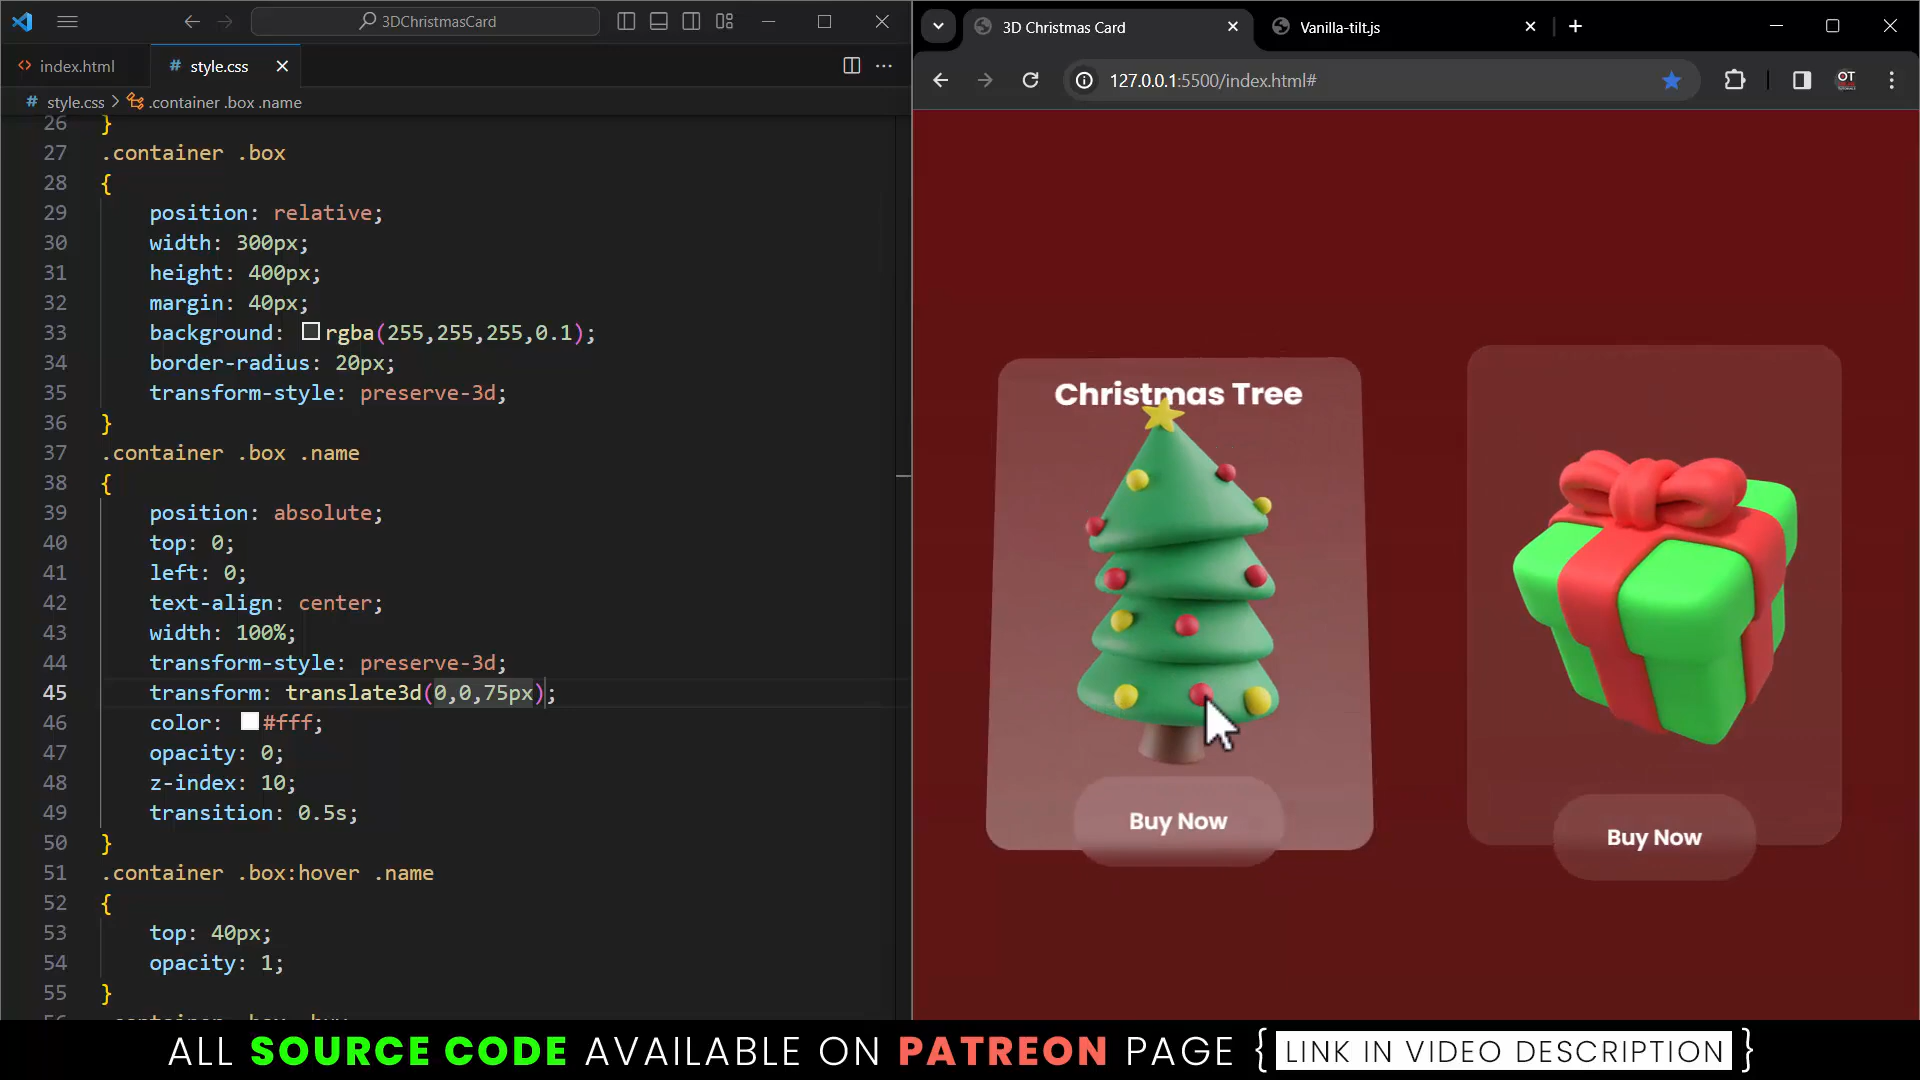 3DChristmasCard
index.html
# style.css
# style.css > .container .box .name
26 }
27 .container .box
28 {
29 position: relative;
30 width: 300px;
31 height: 400px;
32 margin: 40px;
33 background: rgba(255,255,255,0.1);
34 border-radius: 20px;
35 transform-style: preserve-3d;
36 }
37 .container .box .name
38 {
39 position: absolute;
40 top: 0;
41 left: 0;
42 text-align: center;
43 width: 100%;
44 transform-style: preserve-3d;
45 transform: translate3d(0,0,75px);
46 color: #fff;
47 opacity: 0;
48 z-index: 10;
49 transition: 0.5s;
50 }
51 .container .box:hover .name
52 {
53 top: 40px;
54 opacity: 1;
55 }
3D Christmas Card
Vanilla-tilt.js
127.0.0.1:5500/index.html#
OT
Christmas Tree
Buy Now
Buy Now
ALL SOURCE CODE AVAILABLE ON PATREON PAGE { LINK IN VIDEO DESCRIPTION }